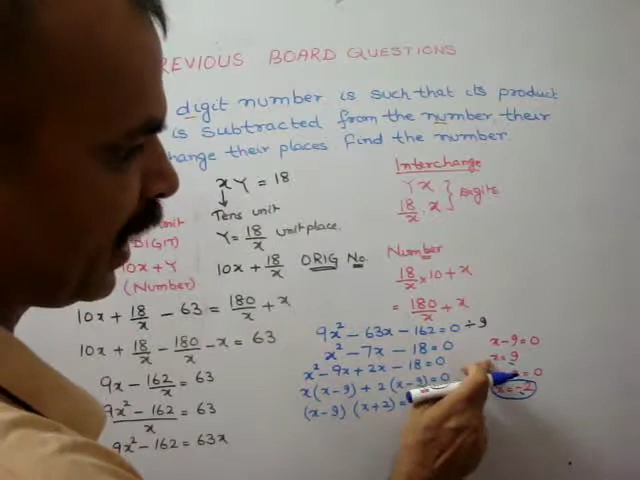 REVIOUS BOARD QUESTIONS
digit number is such that its product
is subtracted from the number their
change their places find the number.
xY = 18
Tens unit
Y = 18/x unit place.
10x + 18/x ORIG No.
unit
DIGIT)
10x + Y
(Number)
10x + 18/x - 63 = 180/x + x
10x + 18/x - 180/x - x = 63
9x - 162/x = 63
9x² - 162/x = 63
9x² - 162 = 63x
Interchange
Yx
18/x . x } Digits
Number
18/x × 10 + x
= 180/x + x
9x² - 63x - 162 = 0 ÷ 9
x² - 7x - 18 = 0
x² - 9x + 2x - 18 = 0
x(x-9) + 2(x-9) = 0
(x-9) (x+2) =
x - 9 = 0
x = 9
= 0
x = -2